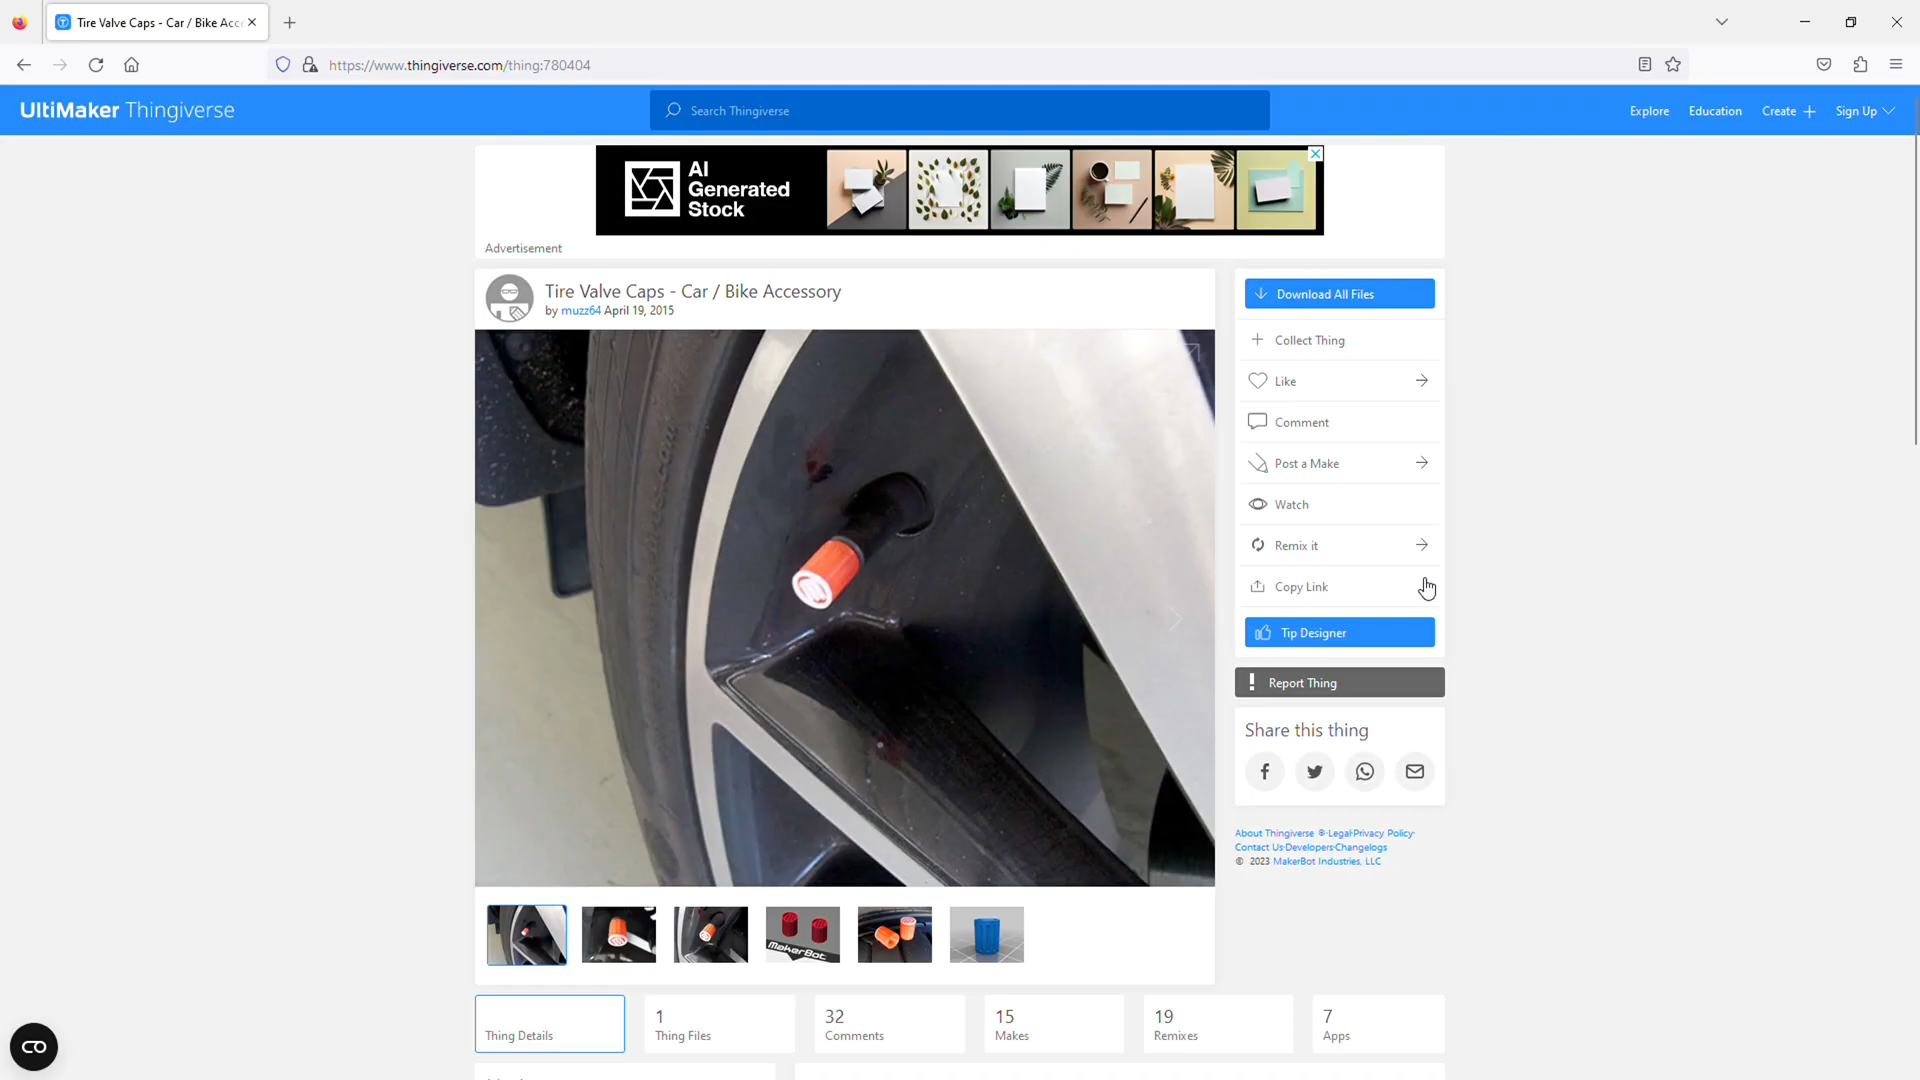 Tire Valve Caps - Car / Bike Acc
https://www.thingiverse.com/thing:780404
UltiMaker Thingiverse
Search Thingiverse
Explore
Education
Create
Sign Up
AI
Generated
Stock
Advertisement
Tire Valve Caps - Car / Bike Accessory
by muzz64 April 19, 2015
Download All Files
Collect Thing
Like
Comment
Post a Make
Watch
Remix it
Copy Link
Tip Designer
Report Thing
Share this thing
About Thingiverse ®·Legal·Privacy Policy·
Contact Us·Developers·Changelogs
© 2023 MakerBot Industries, LLC
MakerBot
Thing Details
1
Thing Files
32
Comments
15
Makes
19
Remixes
7
Apps